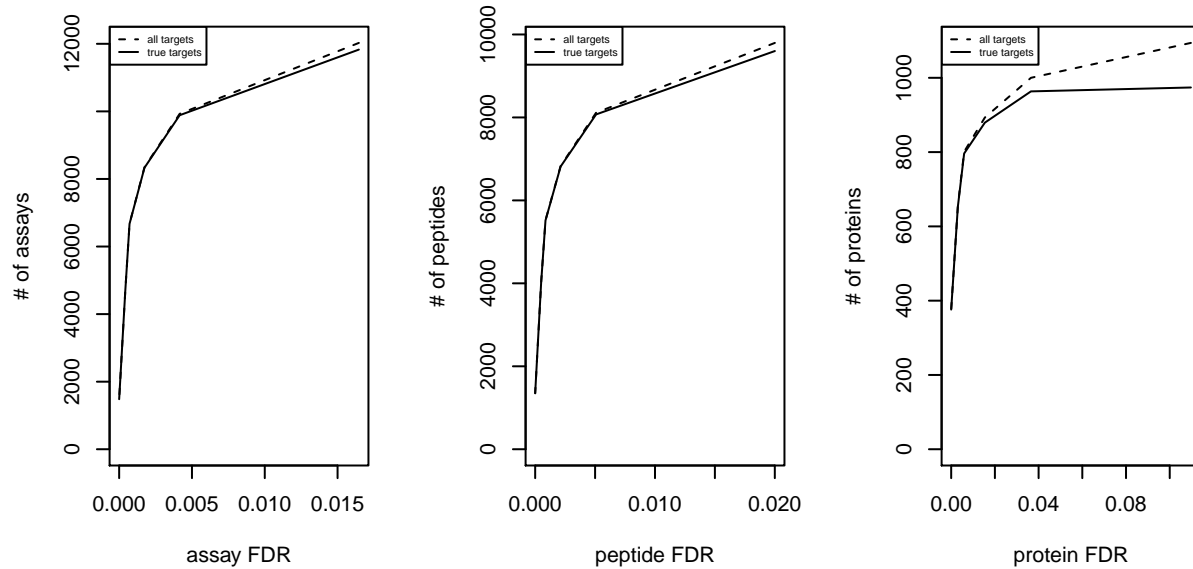 all targets
true targets
# of assays
0
2000
4000
6000
8000
12000
0.000 0.005 0.010 0.015
assay FDR
all targets
true targets
# of peptides
0
2000
4000
6000
8000
10000
0.000 0.010 0.020
peptide FDR
all targets
true targets
# of proteins
0
200
400
600
800
1000
0.00 0.04 0.08
protein FDR